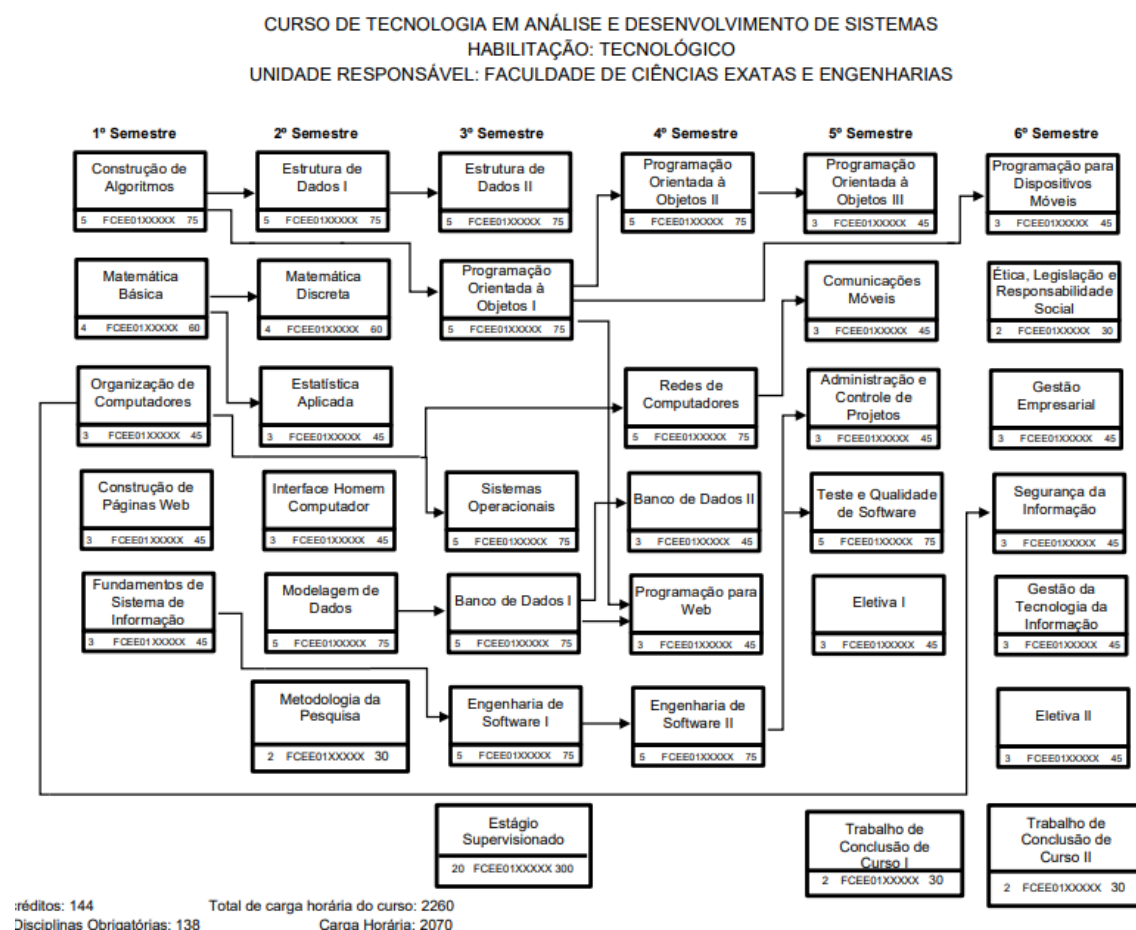 CURSO DE TECNOLOGIA EM ANÁLISE E DESENVOLVIMENTO DE SISTEMAS
HABILITAÇÃO: TECNOLÓGICO
UNIDADE RESPONSÁVEL: FACULDADE DE CIÊNCIAS EXATAS E ENGENHARIAS
1º Semestre
Construção de
Algoritmos
5 FCEE01XXXXX 75
Matemática
Básica
4 FCEE01XXXXX 60
Organização de
Computadores
3 FCEE01XXXXX 45
Construção de
Páginas Web
3 FCEE01XXXXX 45
Fundamentos de
Sistema de
Informação
3 FCEE01XXXXX 45
2º Semestre
Estrutura de
Dados I
5 FCEE01XXXXX 75
Matemática
Discreta
4 FCEE01XXXXX 60
Estatística
Aplicada
3 FCEE01XXXXX 45
Interface Homem
Computador
3 FCEE01XXXXX 45
Modelagem de
Dados
5 FCEE01XXXXX 75
Metodologia da
Pesquisa
2 FCEE01XXXXX 30
3º Semestre
Estrutura de
Dados II
5 FCEE01XXXXX 75
Programação
Orientada à
Objetos I
5 FCEE01XXXXX 75
Sistemas
Operacionais
5 FCEE01XXXXX 75
Banco de Dados I
5 FCEE01XXXXX 75
Engenharia de
Software I
5 FCEE01XXXXX 75
Estágio
Supervisionado
20 FCEE01XXXXX 300
4º Semestre
Programação
Orientada à
Objetos II
5 FCEE01XXXXX 75
Redes de
Computadores
5 FCEE01XXXXX 75
Banco de Dados II
3 FCEE01XXXXX 45
Programação para
Web
3 FCEE01XXXXX 45
Engenharia de
Software II
5 FCEE01XXXXX 75
5º Semestre
Programação
Orientada à
Objetos III
3 FCEE01XXXXX 45
Comunicações
Móveis
3 FCEE01XXXXX 45
Administração e
Controle de
Projetos
3 FCEE01XXXXX 45
Teste e Qualidade
de Software
5 FCEE01XXXXX 75
Eletiva I
3 FCEE01XXXXX 45
Trabalho de
Conclusão de
Curso I
2 FCEE01XXXXX 30
6º Semestre
Programação para
Dispositivos
Móveis
3 FCEE01XXXXX 45
Ética, Legislação e
Responsabilidade
Social
2 FCEE01XXXXX 30
Gestão
Empresarial
3 FCEE01XXXXX 45
Segurança da
Informação
3 FCEE01XXXXX 45
Gestão da
Tecnologia da
Informação
3 FCEE01XXXXX 45
Eletiva II
3 FCEE01XXXXX 45
Trabalho de
Conclusão de
Curso II
2 FCEE01XXXXX 30
réditos: 144 Total de carga horária do curso: 2260
Disciplinas Obrigatórias: 138 Carga Horária: 2070